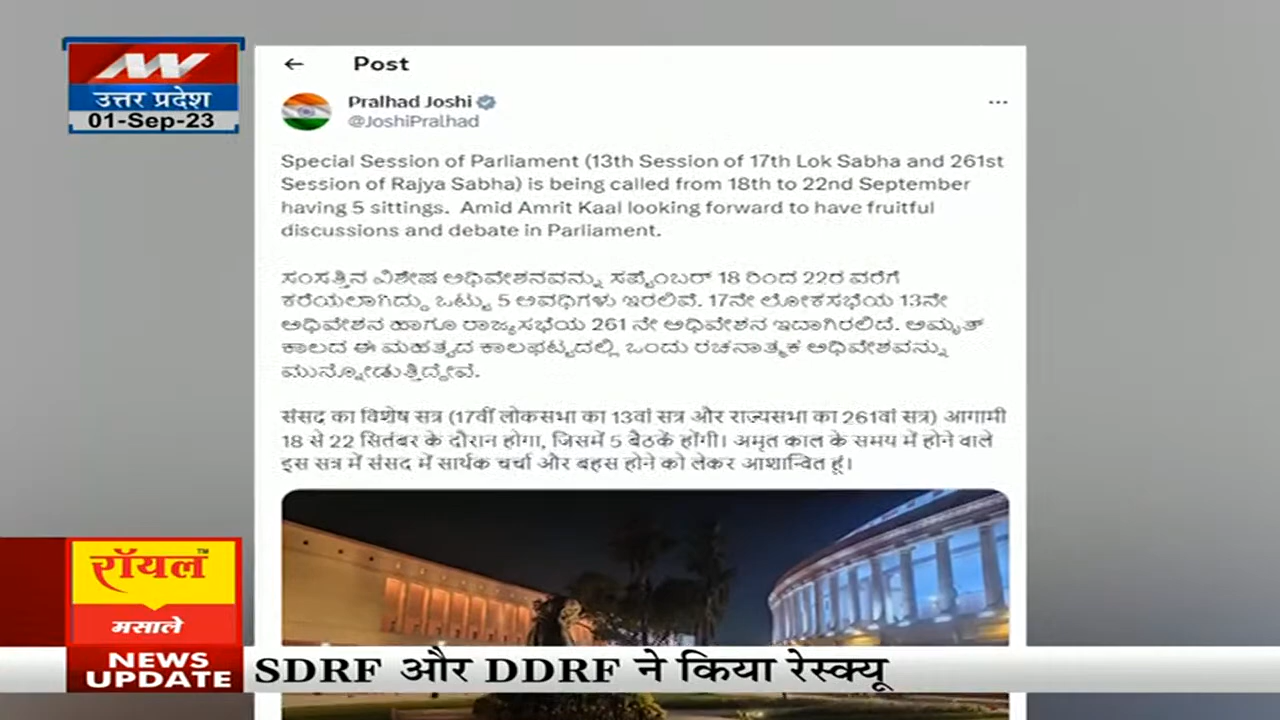 NW
उत्तर प्रदेश
01-Sep-23
Post
Pralhad Joshi
@JoshiPralhad
Special Session of Parliament (13th Session of 17th Lok Sabha and 261st
Session of Rajya Sabha) is being called from 18th to 22nd September
having 5 sittings. Amid Amrit Kaal looking forward to have fruitful
discussions and debate in Parliament.
ಸಂಸತ್ತಿನ ವಿಶೇಷ ಅಧಿವೇಶನವನ್ನು ಸಪ್ಟೆಂಬರ್ 18 ರಿಂದ 22ರ ವರೆಗೆ
ಕರೆಯಲಾಗಿದ್ದು ಒಟ್ಟು 5 ಅವಧಿಗಳು ಇರಲಿವೆ. 17ನೇ ಲೋಕಸಭೆಯ 13ನೇ
ಅಧಿವೇಶನ ಹಾಗೂ ರಾಜ್ಯಸಭೆಯ 261 ನೇ ಅಧಿವೇಶನ ಇದಾಗಿರಲಿದೆ. ಅಮೃತ್
ಕಾಲದ ಈ ಮಹತ್ವದ ಕಾಲಘಟ್ಟದಲ್ಲಿ ಒಂದು ರಚನಾತ್ಮಕ ಅಧಿವೇಶವನ್ನು
ಮುನ್ನೋಡುತ್ತಿದ್ದೇವೆ.
संसद का विशेष सत्र (17वीं लोकसभा का 13वां सत्र और राज्यसभा का 261वां सत्र) आगामी
18 से 22 सितंबर के दौरान होगा, जिसमें 5 बैठकें होंगी। अमृत काल के समय में होने वाले
इस सत्र में संसद में सार्थक चर्चा और बहस होने को लेकर आशान्वित हूं।
रॉयल™
मसाले
NEWS
UPDATE
SDRF और DDRF ने किया रेस्क्यू